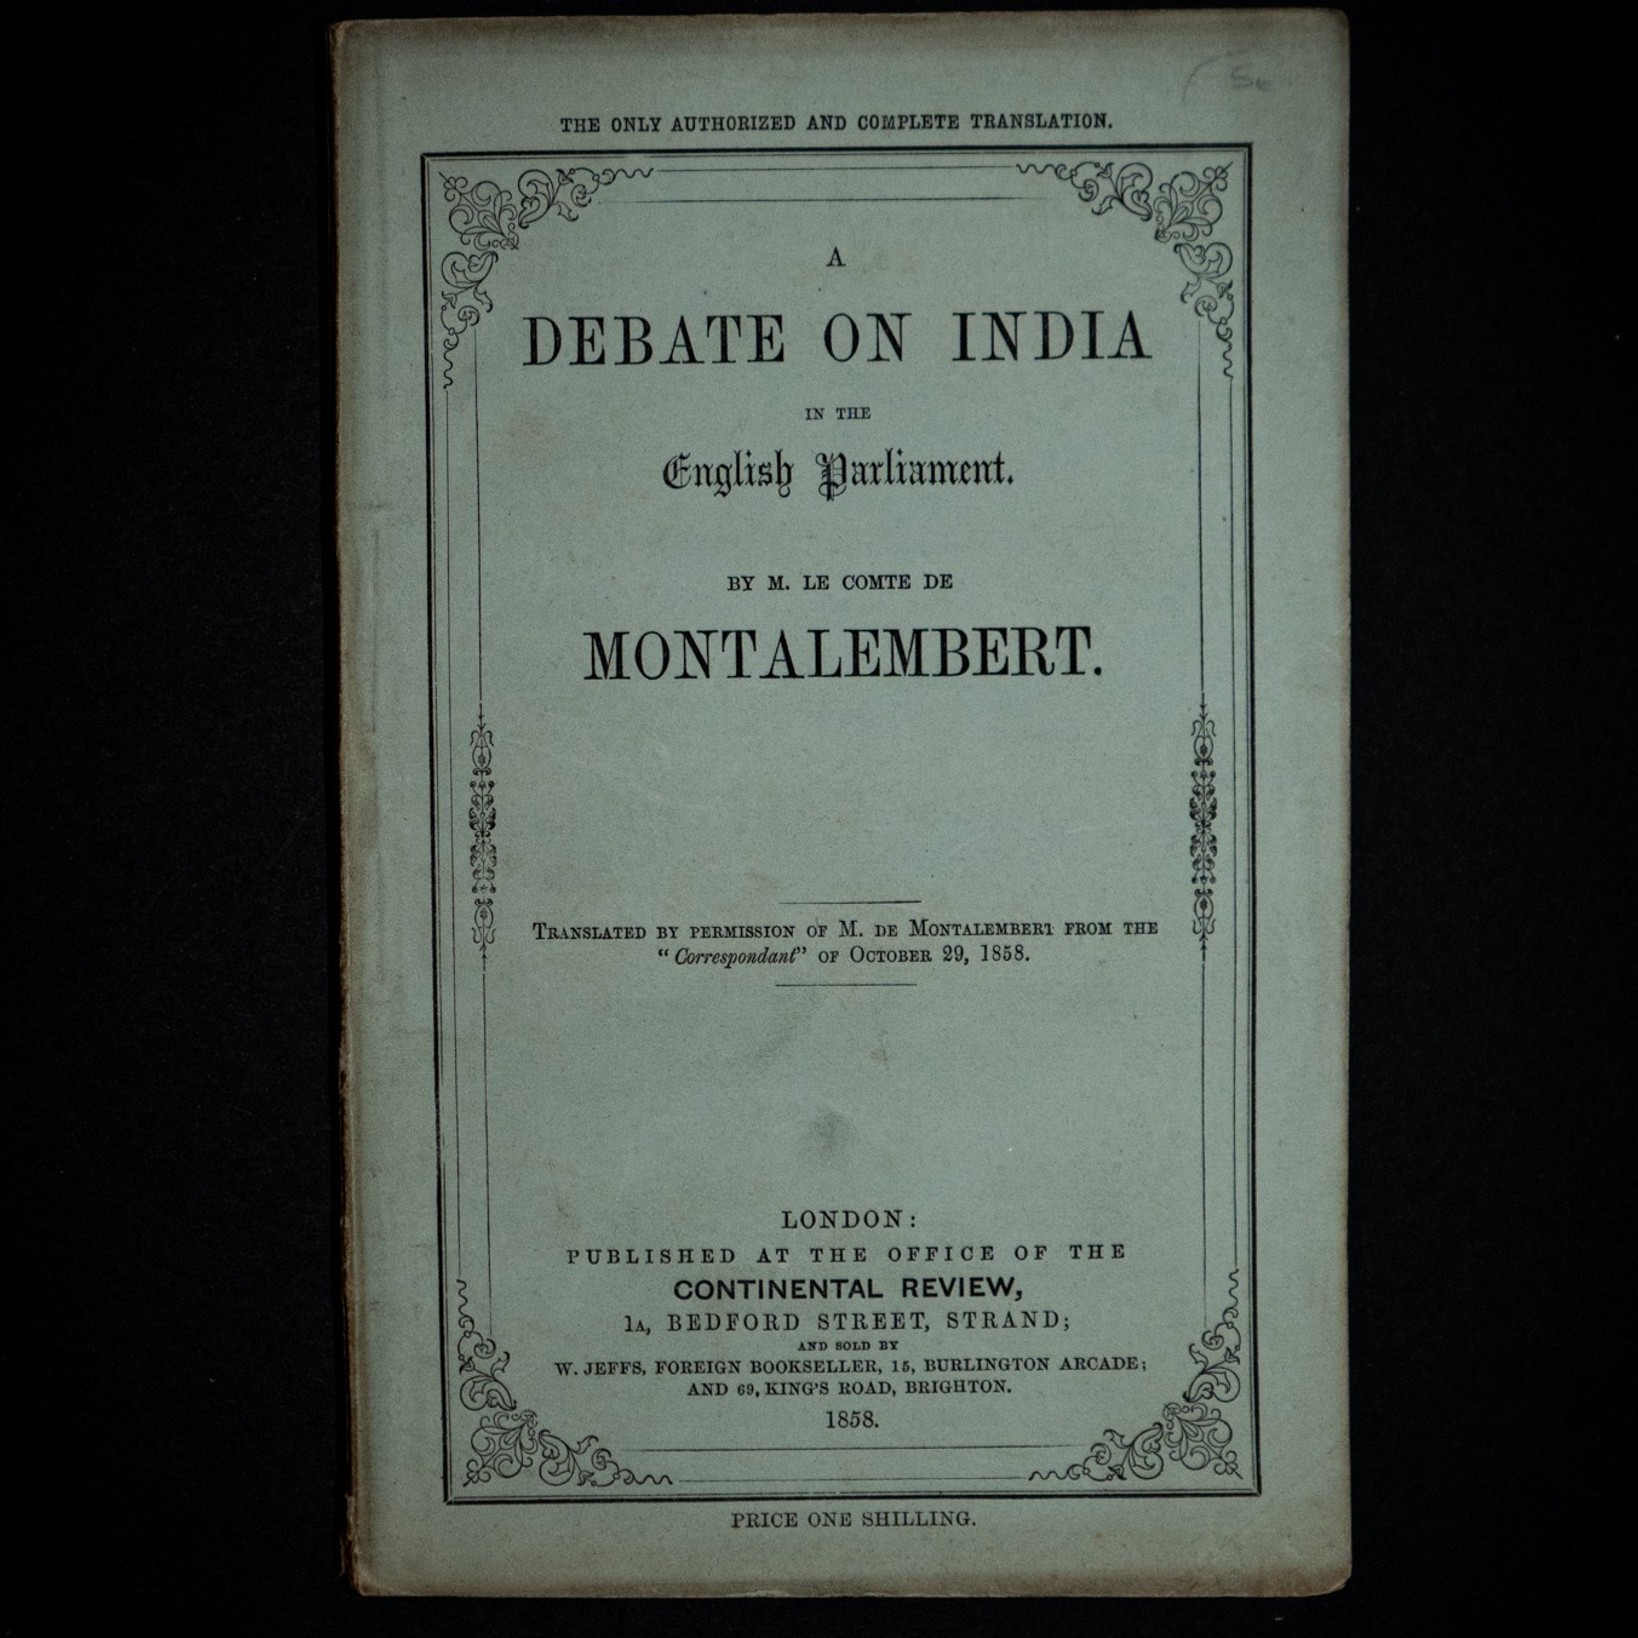 THE ONLY AUTHORIZED AND COMPLETE TRANSLATION.
A
DEBATE ON INDIA
IN THE
English Parliament.
BY M. LE COMTE DE
MONTALEMBERT.
TRANSLATED BY PERMISSION OF M. DE MONTALEMBERT FROM THE
"Correspondant" OF OCTOBER 29, 1858.
LONDON:
PUBLISHED AT THE OFFICE OF THE
CONTINENTAL REVIEW,
1A, BEDFORD STREET, STRAND;
AND SOLD BY
W. JEFFS, FOREIGN BOOKSELLER, 15, BURLINGTON ARCADE;
AND 69, KING'S ROAD, BRIGHTON.
1858.
PRICE ONE SHILLING.